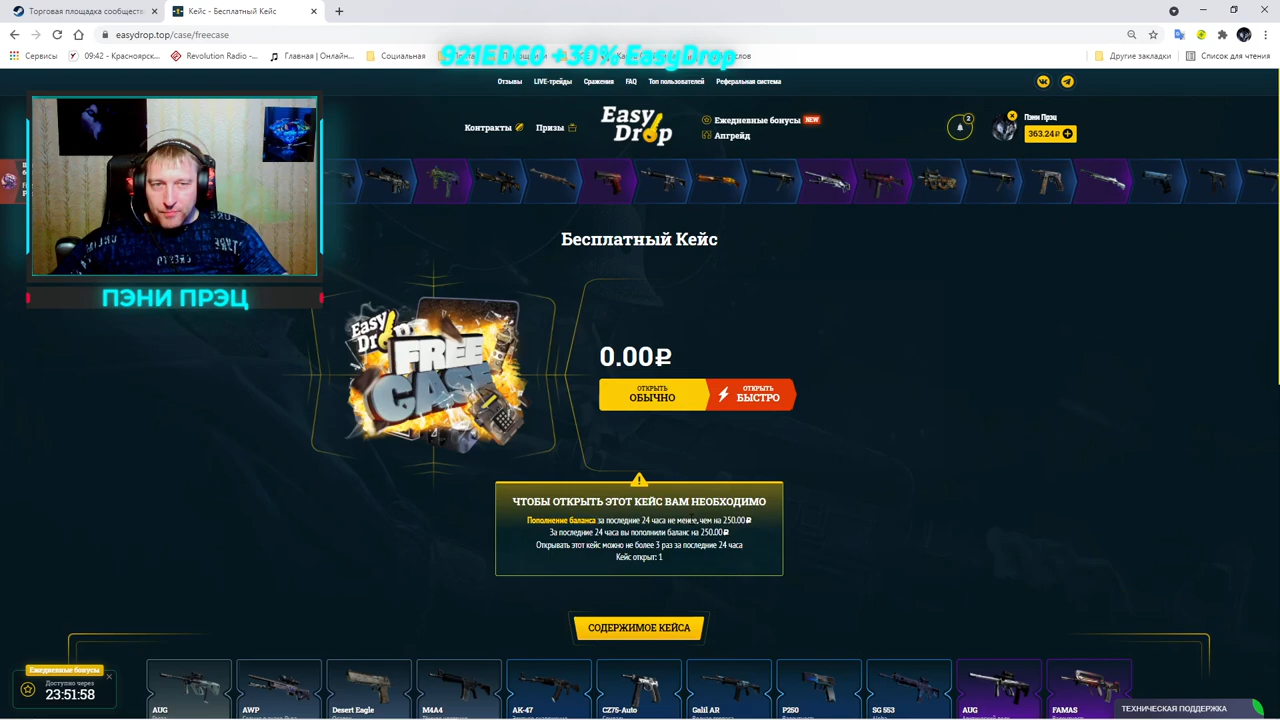 Торговая площадка сообществ
Кейс - Бесплатный Кейс
easydrop.top/case/freecase
Сервисы
09:42 - Красноярск...
Revolution Radio -...
Главная | Онлайн...
Социальная
Другие закладки
Список для чтения
921EDC0 +30% EasyDrop
Отзывы
LIVE-трейды
Сражения
FAQ
Топ пользователей
Реферальная система
Контракты
Призы
Easy Drop
Ежедневные бонусы NEW
Апгрейд
2
Пэни Прэц
363.24₽
ПЭНИ ПРЭЦ
Бесплатный Кейс
Easy Drop
FREE
CASE
0.00₽
ОТКРЫТЬ
ОБЫЧНО
ОТКРЫТЬ
БЫСТРО
ЧТОБЫ ОТКРЫТЬ ЭТОТ КЕЙС ВАМ НЕОБХОДИМО
Пополнение баланса за последние 24 часа не менее, чем на 250.00₽
За последние 24 часа вы пополнили баланс на 250.00₽
Открывать этот кейс можно не более 3 раз за последние 24 часа
Кейс открыт: 1
СОДЕРЖИМОЕ КЕЙСА
Ежедневные бонусы
Доступно через
23:51:58
AUG
AWP
Desert Eagle
M4A4
AK-47
CZ75-Auto
Galil AR
P250
SG 553
AUG
FAMAS
ТЕХНИЧЕСКАЯ ПОДДЕРЖКА